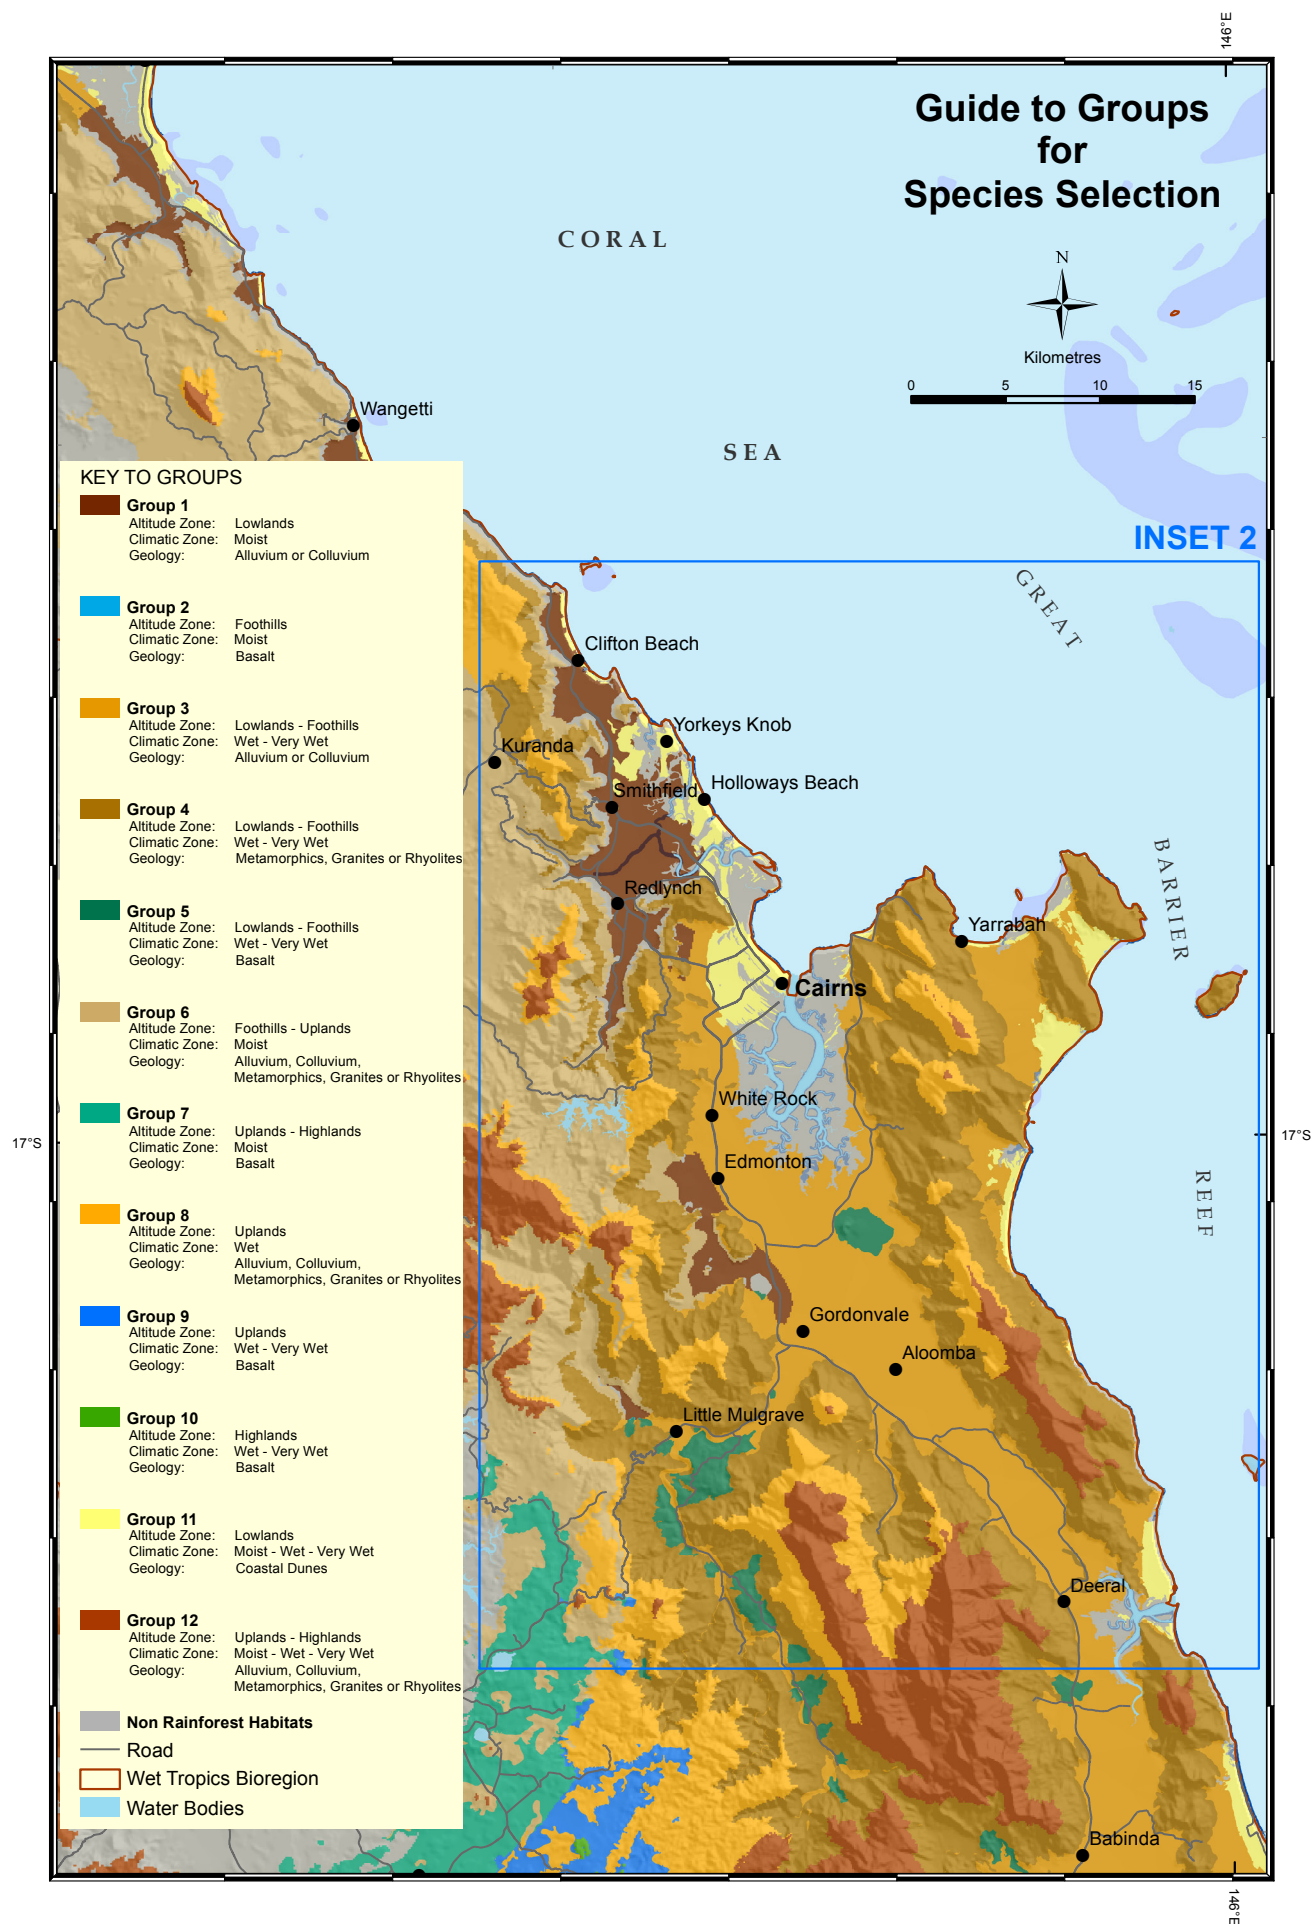 146°E
Guide to Groups
for
Species Selection
CORAL
N
Kilometres
0 5 10 15
Wangetti
SEA
KEY TO GROUPS
Group 1
Altitude Zone: Lowlands
Climatic Zone: Moist
Geology: Alluvium or Colluvium
Group 2
Altitude Zone: Foothills
Climatic Zone: Moist
Geology: Basalt
Group 3
Altitude Zone: Lowlands - Foothills
Climatic Zone: Wet - Very Wet
Geology: Alluvium or Colluvium
Group 4
Altitude Zone: Lowlands - Foothills
Climatic Zone: Wet - Very Wet
Geology: Metamorphics, Granites or Rhyolites
Group 5
Altitude Zone: Lowlands - Foothills
Climatic Zone: Wet - Very Wet
Geology: Basalt
Group 6
Altitude Zone: Foothills - Uplands
Climatic Zone: Moist
Geology: Alluvium, Colluvium,
Metamorphics, Granites or Rhyolites
Group 7
Altitude Zone: Uplands - Highlands
Climatic Zone: Moist
Geology: Basalt
Group 8
Altitude Zone: Uplands
Climatic Zone: Wet
Geology: Alluvium, Colluvium,
Metamorphics, Granites or Rhyolites
Group 9
Altitude Zone: Uplands
Climatic Zone: Wet - Very Wet
Geology: Basalt
Group 10
Altitude Zone: Highlands
Climatic Zone: Wet - Very Wet
Geology: Basalt
Group 11
Altitude Zone: Lowlands
Climatic Zone: Moist - Wet - Very Wet
Geology: Coastal Dunes
Group 12
Altitude Zone: Uplands - Highlands
Climatic Zone: Moist - Wet - Very Wet
Geology: Alluvium, Colluvium,
Metamorphics, Granites or Rhyolites
Non Rainforest Habitats
Road
Wet Tropics Bioregion
Water Bodies
INSET 2
GREAT
BARRIER
REEF
Clifton Beach
Yorkeys Knob
Kuranda
Holloways Beach
Smithfield
Redlynch
Yarrabah
Cairns
White Rock
17°S
17°S
Edmonton
Gordonvale
Aloomba
Little Mulgrave
Deeral
Babinda
146°E